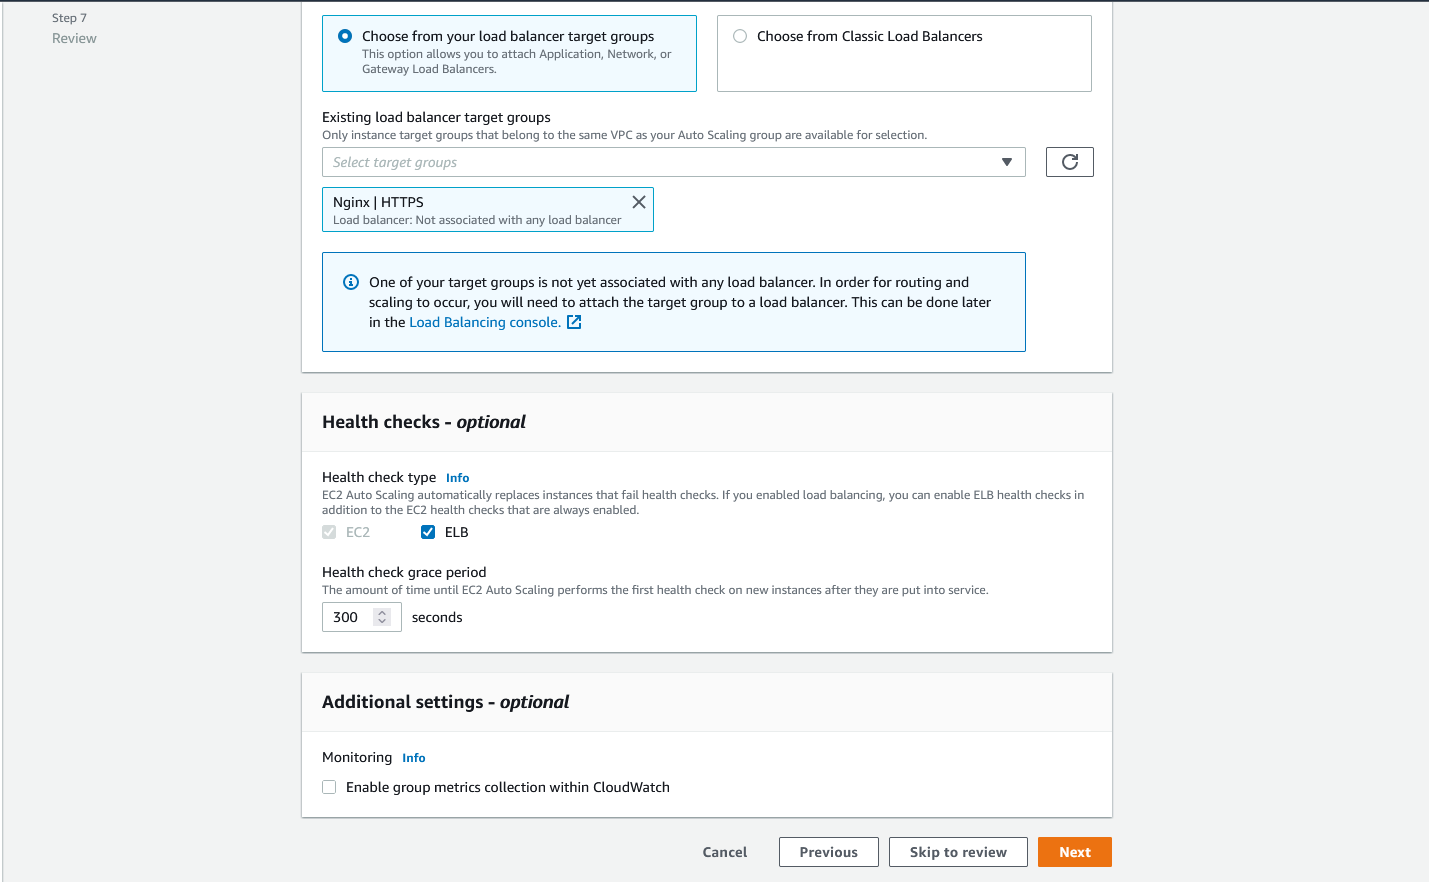 Step 7
Review
Choose from your load balancer target groups
This option allows you to attach Application, Network, or
Gateway Load Balancers.
Choose from Classic Load Balancers
Existing load balancer target groups
Only instance target groups that belong to the same VPC as your Auto Scaling group are available for selection.
Select target groups
Nginx | HTTPS
Load balancer: Not associated with any load balancer
One of your target groups is not yet associated with any load balancer. In order for routing and
scaling to occur, you will need to attach the target group to a load balancer. This can be done later
in the Load Balancing console.
Health checks - optional
Health check type Info
EC2 Auto Scaling automatically replaces instances that fail health checks. If you enabled load balancing, you can enable ELB health checks in
addition to the EC2 health checks that are always enabled.
EC2 ELB
Health check grace period
The amount of time until EC2 Auto Scaling performs the first health check on new instances after they are put into service.
300 seconds
Additional settings - optional
Monitoring Info
Enable group metrics collection within CloudWatch
Cancel Previous Skip to review Next